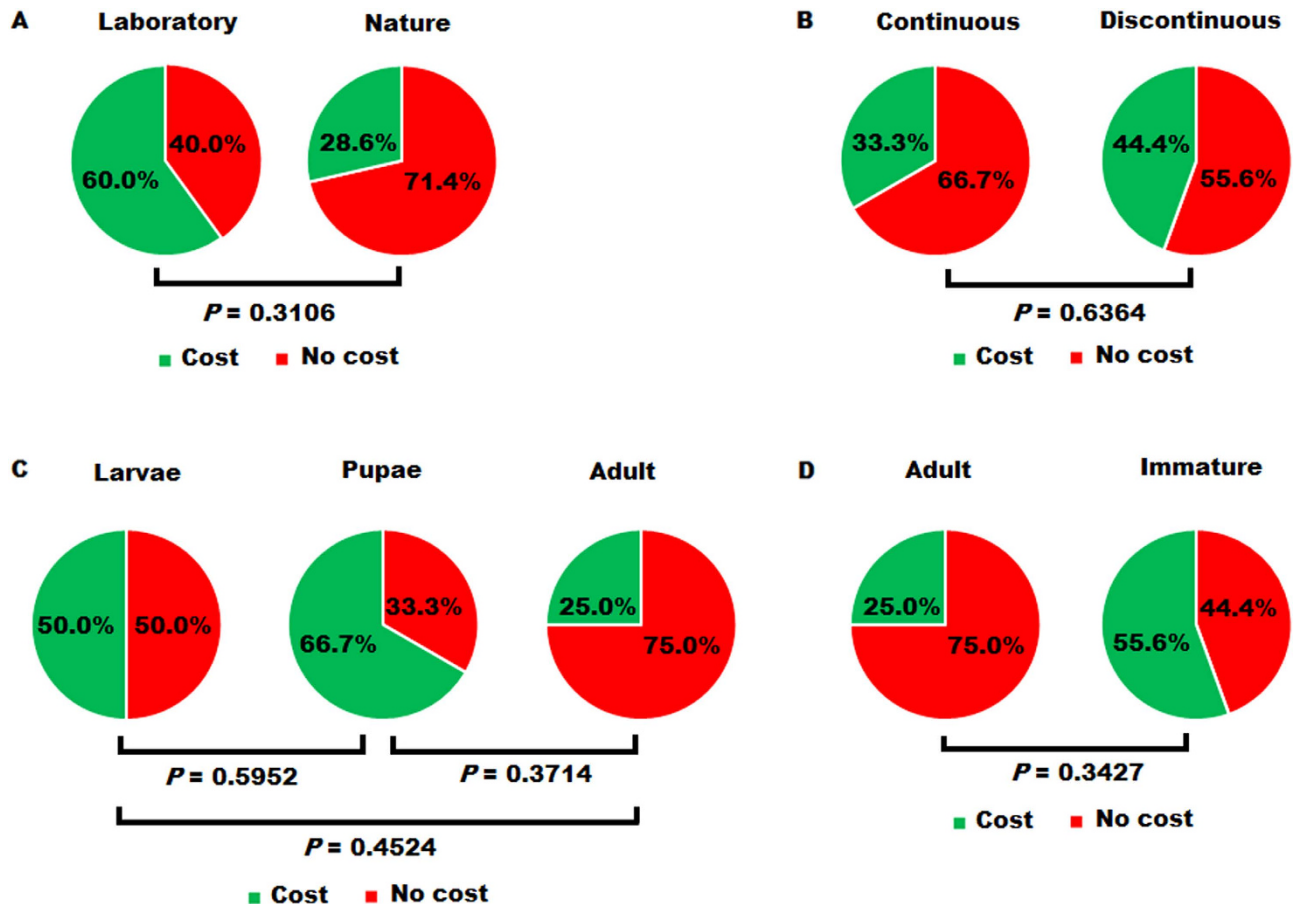 A Laboratory Nature
40.0% 28.6%
60.0% 71.4%
P = 0.3106
Cost No cost
B Continuous Discontinuous
33.3% 44.4%
66.7% 55.6%
P = 0.6364
Cost No cost
C Larvae Pupae Adult
50.0% 50.0% 33.3% 25.0%
66.7% 75.0%
P = 0.5952 P = 0.3714
P = 0.4524
Cost No cost
D Adult Immature
25.0% 44.4%
75.0% 55.6%
P = 0.3427
Cost No cost